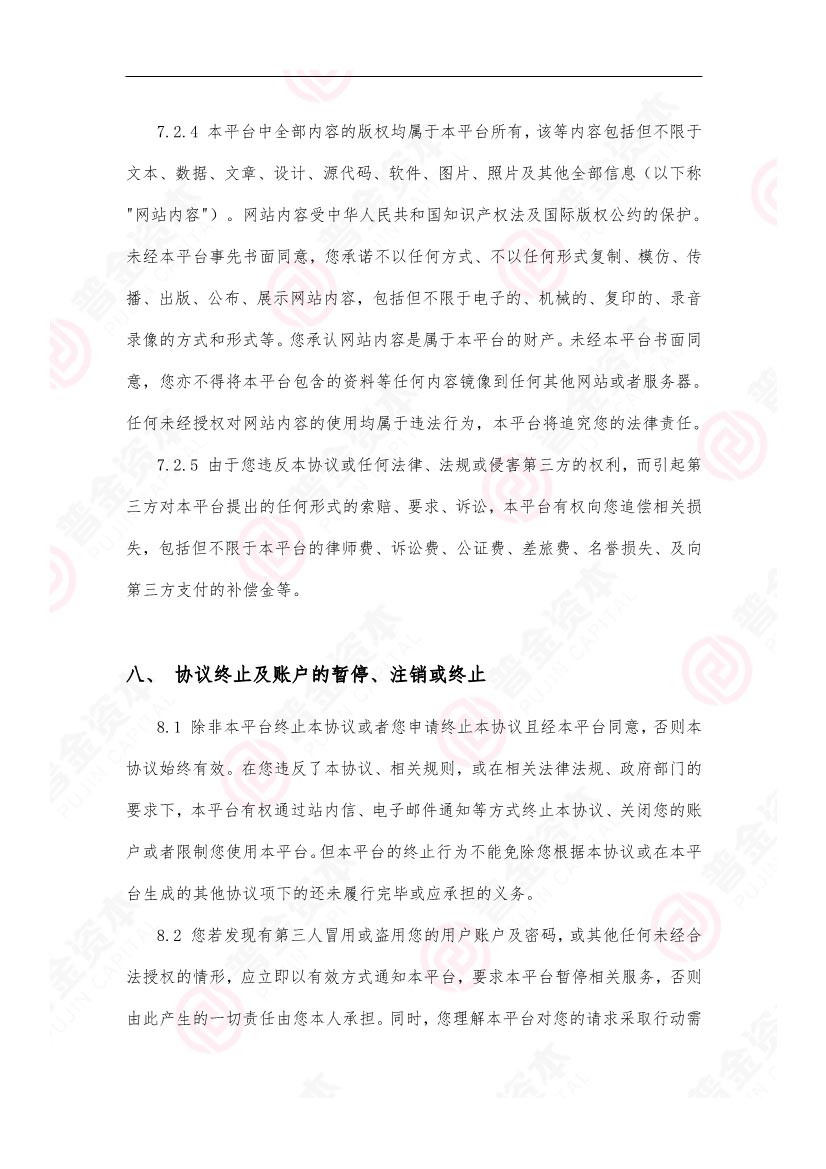 7.2.4 本平台中全部内容的版权均属于本平台所有，该等内容包括但不限于
文本、数据、文章、设计、源代码、软件、图片、照片及其他全部信息（以下称
"网站内容"）。网站内容受中华人民共和国知识产权法及国际版权公约的保护。
未经本平台事先书面同意，您承诺不以任何方式、不以任何形式复制、模仿、传
播、出版、公布、展示网站内容，包括但不限于电子的、机械的、复印的、录音
录像的方式和形式等。您承认网站内容是属于本平台的财产。未经本平台书面同
意，您亦不得将本平台包含的资料等任何内容镜像到任何其他网站或者服务器。
任何未经授权对网站内容的使用均属于违法行为，本平台将追究您的法律责任。
7.2.5 由于您违反本协议或任何法律、法规或侵害第三方的权利，而引起第
三方对本平台提出的任何形式的索赔、要求、诉讼，本平台有权向您追偿相关损
失，包括但不限于本平台的律师费、诉讼费、公证费、差旅费、名誉损失、及向
第三方支付的补偿金等。
八、 协议终止及账户的暂停、注销或终止
8.1 除非本平台终止本协议或者您申请终止本协议且经本平台同意，否则本
协议始终有效。在您违反了本协议、相关规则，或在相关法律法规、政府部门的
要求下，本平台有权通过站内信、电子邮件通知等方式终止本协议、关闭您的账
户或者限制您使用本平台。但本平台的终止行为不能免除您根据本协议或在本平
台生成的其他协议项下的还未履行完毕或应承担的义务。
8.2 您若发现有第三人冒用或盗用您的用户账户及密码，或其他任何未经合
法授权的情形，应立即以有效方式通知本平台，要求本平台暂停相关服务，否则
由此产生的一切责任由您本人承担。同时，您理解本平台对您的请求采取行动需
普金资本
PUJIN CAPITAL